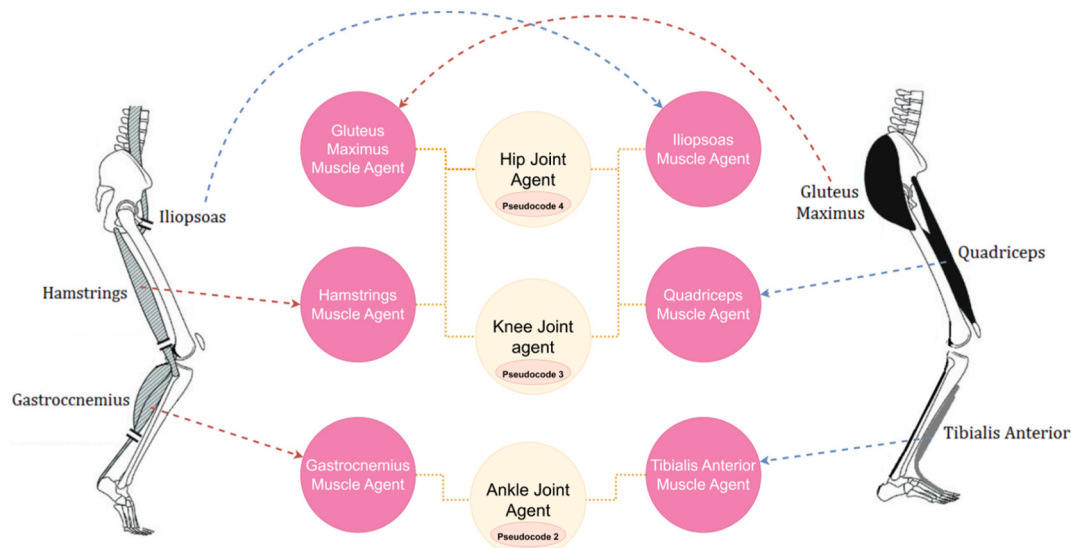 Iliopsoas
Hamstrings
Gastroccnemius
Gluteus
Maximus
Muscle Agent
Hip Joint
Agent
Pseudocode 4
Iliopsoas
Muscle Agent
Hamstrings
Muscle Agent
Knee Joint
agent
Pseudocode 3
Quadriceps
Muscle Agent
Gastrocnemius
Muscle Agent
Ankle Joint
Agent
Pseudocode 2
Tibialis Anterior
Muscle Agent
Gluteus
Maximus
Quadriceps
Tibialis Anterior